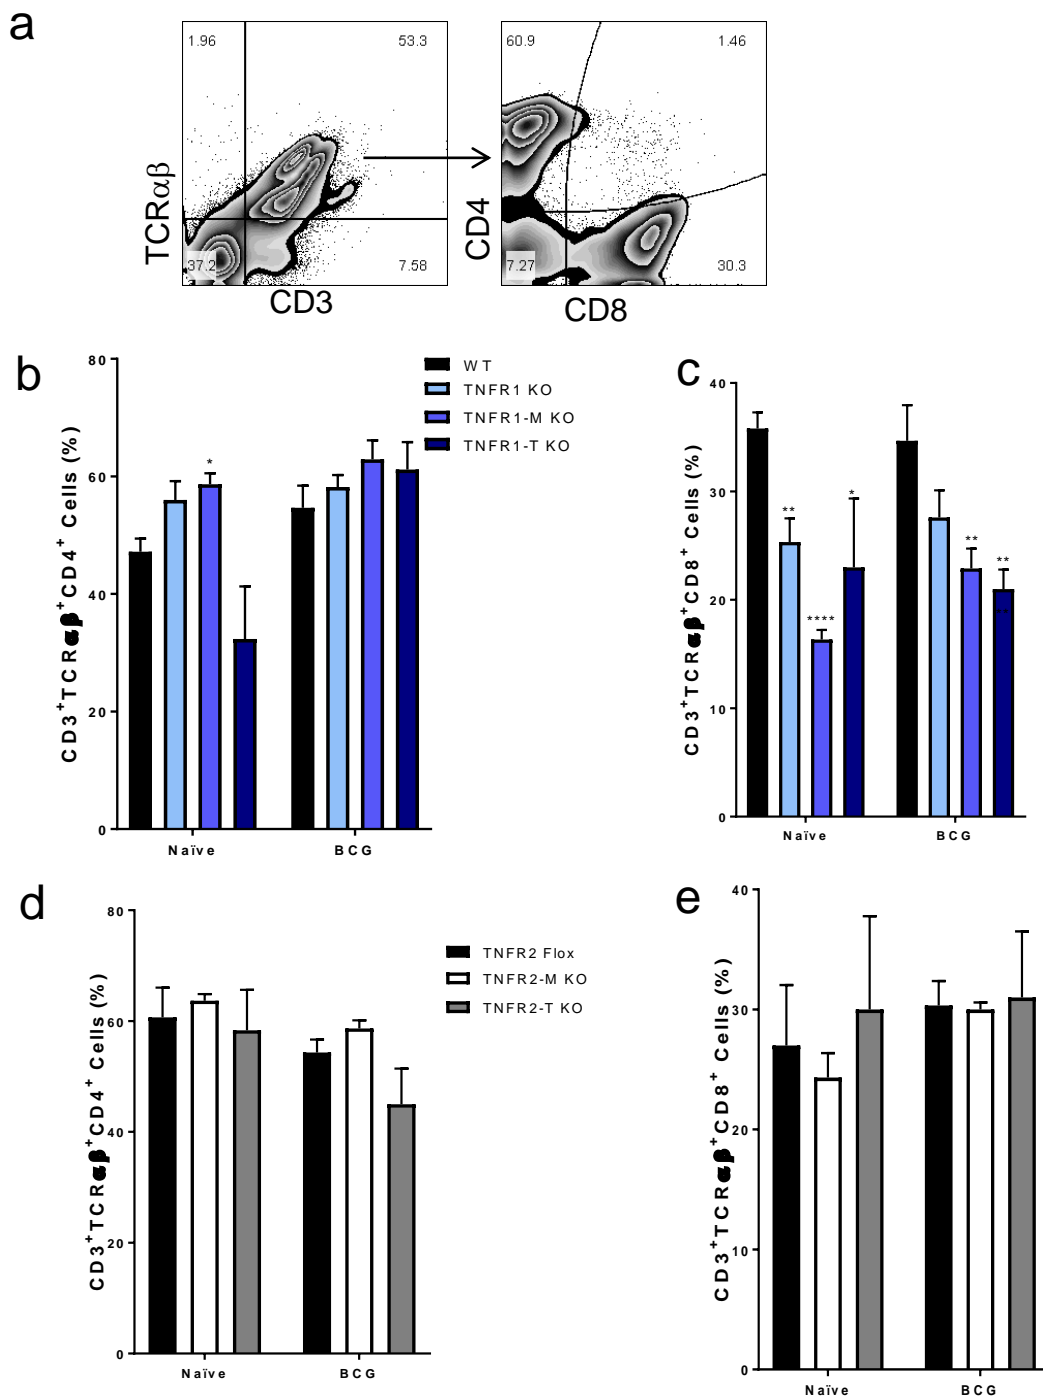 a
1.96 53.3
37.2 7.58
TCRαβ
CD3
60.9 1.46
7.27 30.3
CD4
CD8
b
80
60
40
20
0
CD3+TCRαβ+CD4+ Cells (%)
*
Naïve BCG
WT
TNFR1 KO
TNFR1-M KO
TNFR1-T KO
c
40
30
20
10
0
CD3+TCRαβ+CD8+ Cells (%)
**
****
*
**
**
Naïve BCG
d
80
60
40
20
0
CD3+TCRαβ+CD4+ Cells (%)
Naïve BCG
TNFR2 Flox
TNFR2-M KO
TNFR2-T KO
e
40
30
20
10
0
CD3+TCRαβ+CD8+ Cells (%)
Naïve BCG